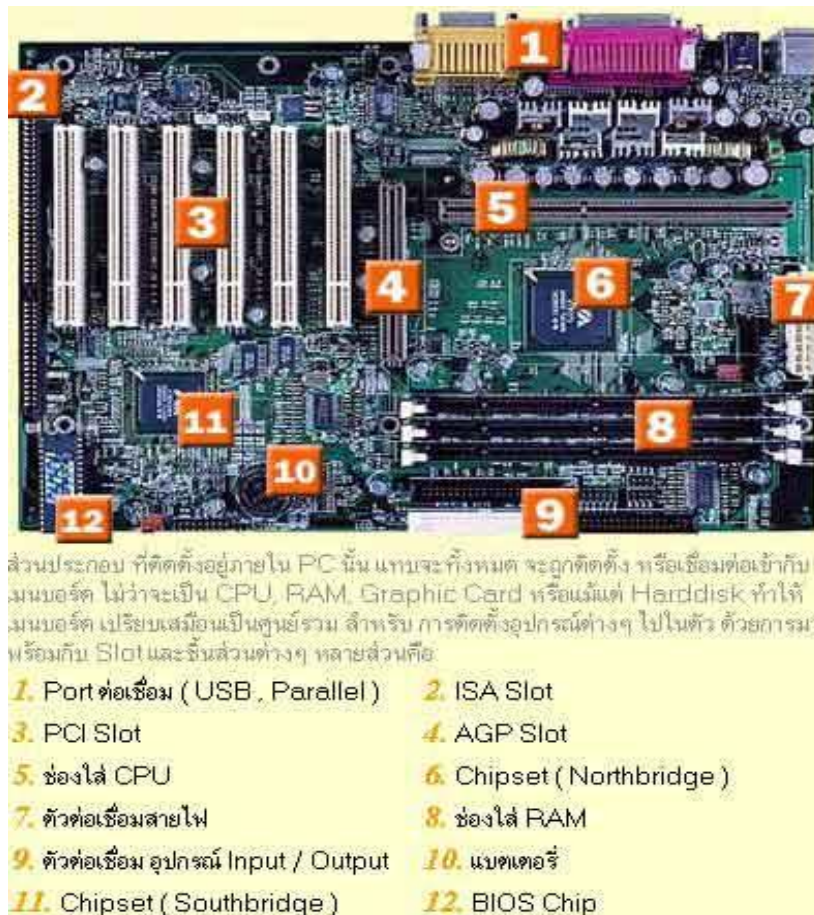 1
2
3
4
5
6
7
8
9
10
11
12
ส่วนประกอบ ที่ติดตั้งอยู่ภายใน PC นั้น แทบจะทั้งหมด จะถูกติดตั้ง หรือเชื่อมต่อเข้ากับ
เมนบอร์ด ไม่ว่าจะเป็น CPU, RAM, Graphic Card หรือแม้แต่ Harddisk ทำให้
เมนบอร์ด เปรียบเสมือนเป็นศูนย์รวม สำหรับ การติดตั้งอุปกรณ์ต่างๆ ไปในตัว ด้วยการ
พร้อมกับ Slot และชิ้นส่วนต่างๆ หลายส่วนคือ
1. Port ต่อเชื่อม ( USB , Parallel ) 2. ISA Slot
3. PCI Slot 4. AGP Slot
5. ช่องใส่ CPU 6. Chipset ( Northbridge )
7. ตัวต่อเชื่อมสายไฟ 8. ช่องใส่ RAM
9. ตัวต่อเชื่อม อุปกรณ์ Input / Output 10. แบตเตอรี่
11. Chipset ( Southbridge ) 12. BIOS Chip